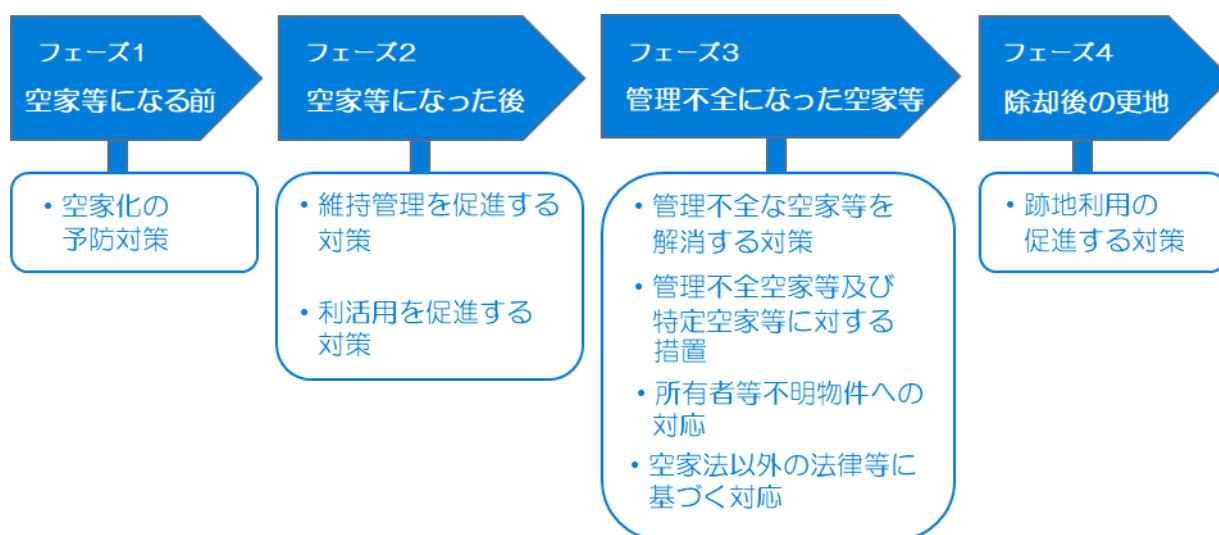 フェーズ1
空家等になる前
・空家化の
予防対策
フェーズ2
空家等になった後
・維持管理を促進する
対策
・利活用を促進する
対策
フェーズ3
管理不全になった空家等
・管理不全な空家等を
解消する対策
・管理不全空家等及び
特定空家等に対する
措置
・所有者等不明物件への
対応
・空家法以外の法律等に
基づく対応
フェーズ4
除却後の更地
・跡地利用の
促進する対策